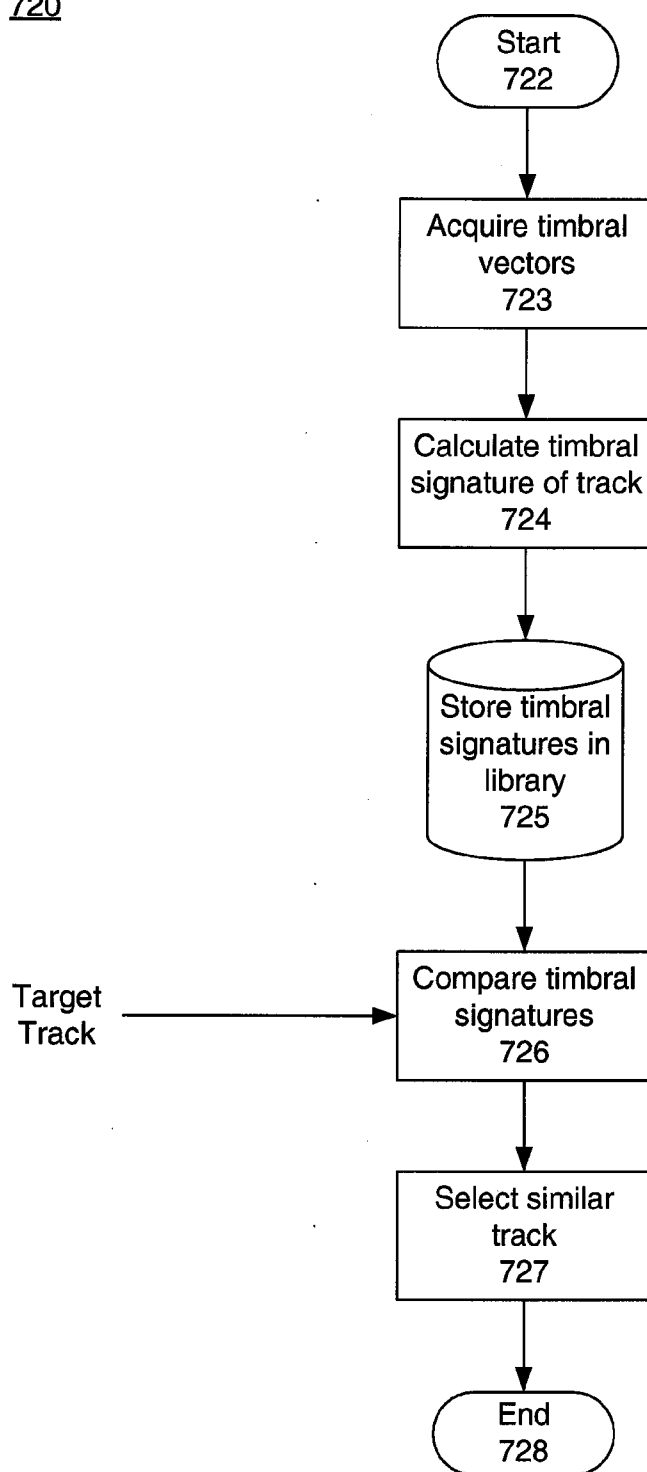 720
Start
722
Acquire timbral
vectors
723
Calculate timbral
signature of track
724
Store timbral
signatures in
library
725
Target
Track
Compare timbral
signatures
726
Select similar
track
727
End
728